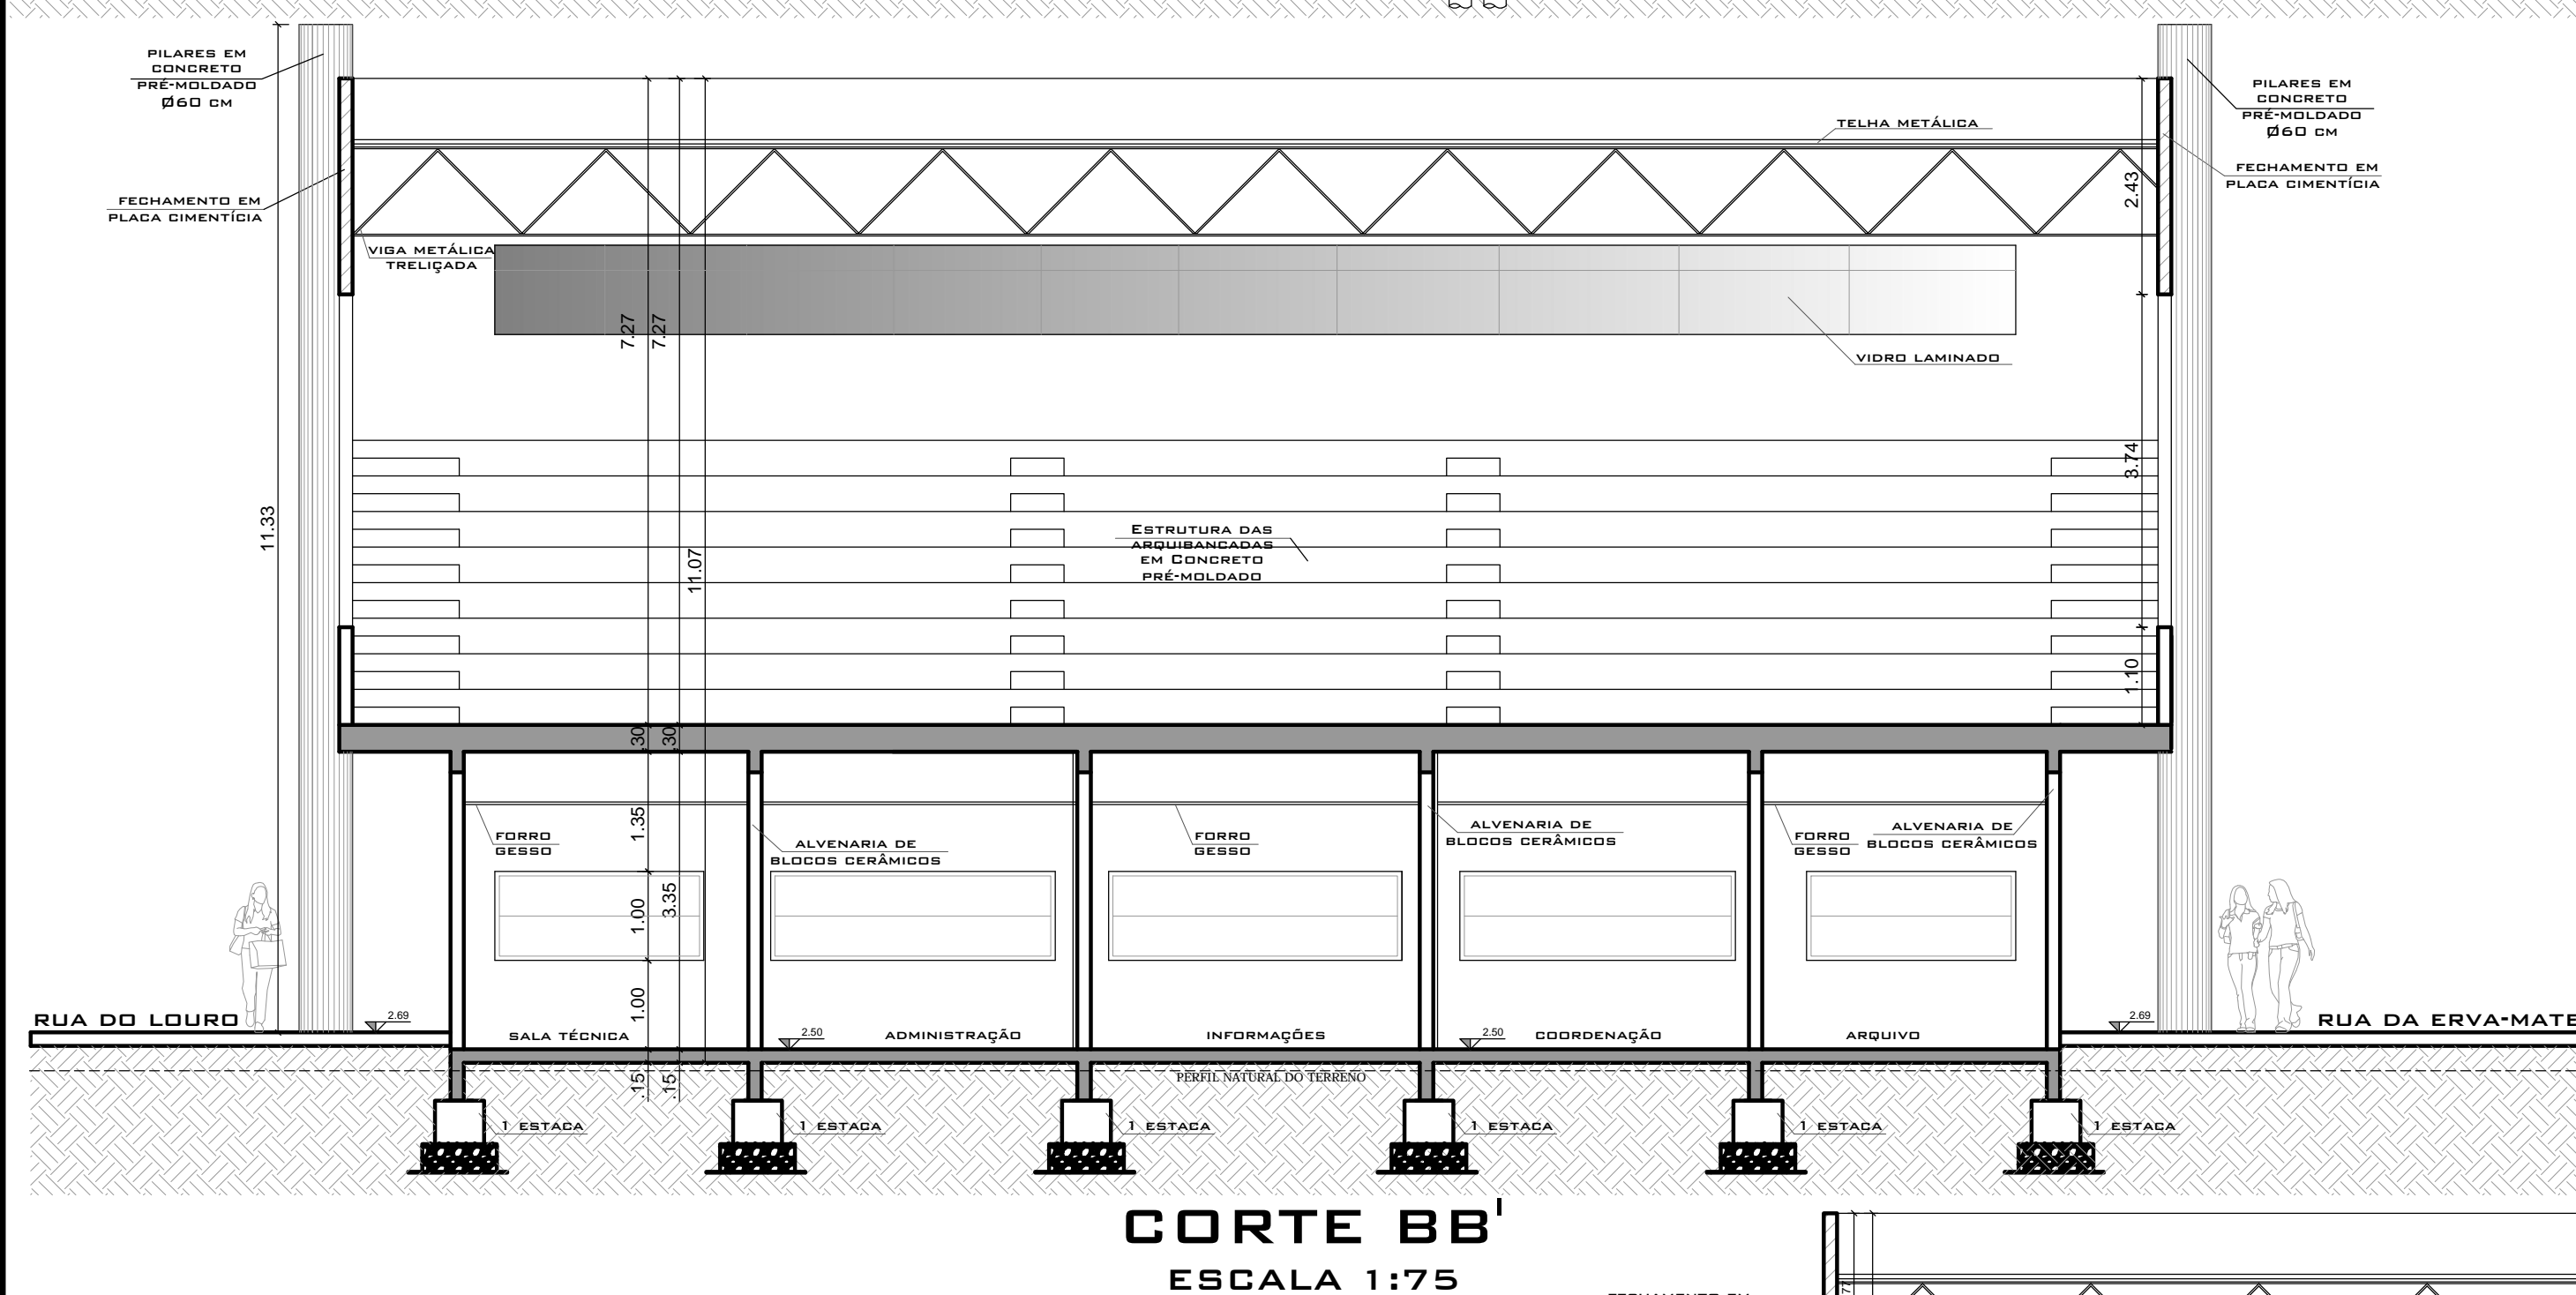 PILARES EM
CONCRETO
PRÉ-MOLDADO
Ø60 CM
FECHAMENTO EM
PLACA CIMENTÍCIA
VIGA METÁLICA
TRELIÇADA
TELHA METÁLICA
PILARES EM
CONCRETO
PRÉ-MOLDADO
Ø60 CM
FECHAMENTO EM
PLACA CIMENTÍCIA
2.43
7.27
7.27
VIDRO LAMINADO
3.74
11.33
11.07
ESTRUTURA DAS
ARQUIBANCADAS
EM CONCRETO
PRÉ-MOLDADO
1.10
.30
.30
1.35
FORRO
GESSO
ALVENARIA DE
BLOCOS CERÂMICOS
FORRO
GESSO
ALVENARIA DE
BLOCOS CERÂMICOS
FORRO
GESSO
ALVENARIA DE
BLOCOS CERÂMICOS
1.00
3.35
1.00
RUA DO LOURO
2.69
SALA TÉCNICA
2.50
ADMINISTRAÇÃO
INFORMAÇÕES
2.50
COORDENAÇÃO
ARQUIVO
2.69
RUA DA ERVA-MATE
.15
.15
PERFIL NATURAL DO TERRENO
1 ESTACA
1 ESTACA
1 ESTACA
1 ESTACA
1 ESTACA
1 ESTACA
CORTE BB'
ESCALA 1:75